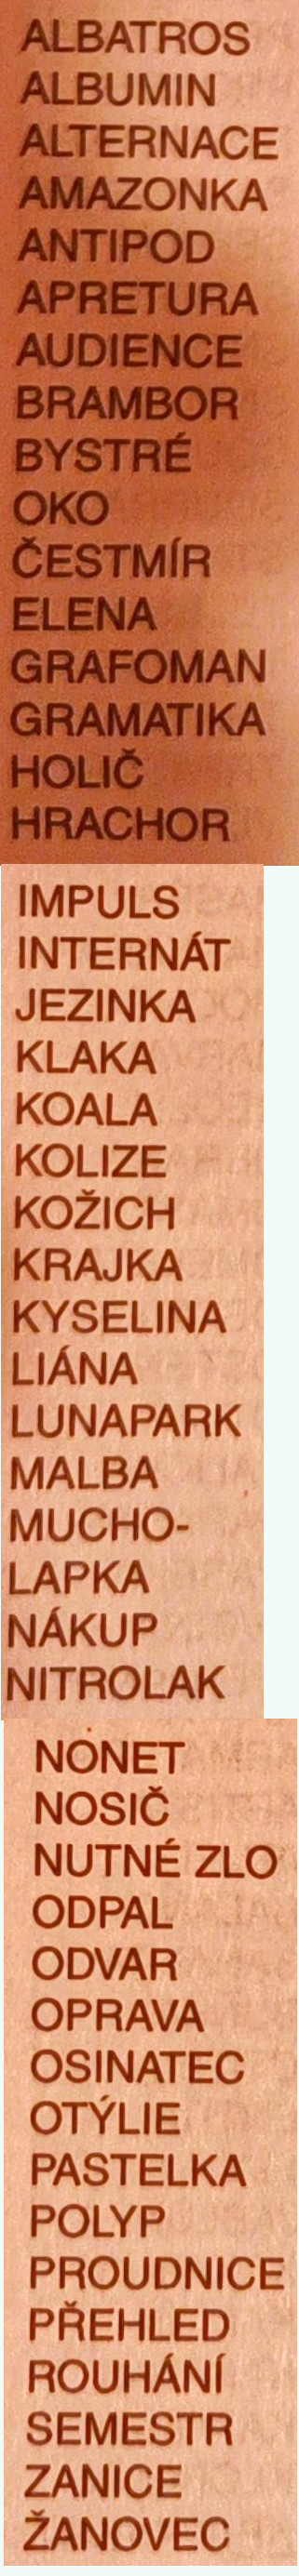 ALBATROS
ALBUMIN
ALTERNACE
AMAZONKA
ANTIPOD
APRETURA
AUDIENCE
BRAMBOR
BYSTRÉ
OKO
ČESTMÍR
ELENA
GRAFOMAN
GRAMATIKA
HOLIČ
HRACHOR
IMPULS
INTERNÁT
JEZINKA
KLAKA
KOALA
KOLIZE
KOŽICH
KRAJKA
KYSELINA
LIÁNA
LUNAPARK
MALBA
MUCHO-
LAPKA
NÁKUP
NITROLAK
NONET
NOSIČ
NUTNÉ ZLO
ODPAL
ODVAR
OPRAVA
OSINATEC
OTÝLIE
PASTELKA
POLYP
PROUDNICE
PŘEHLED
ROUHÁNÍ
SEMESTR
ZANICE
ŽANOVEC